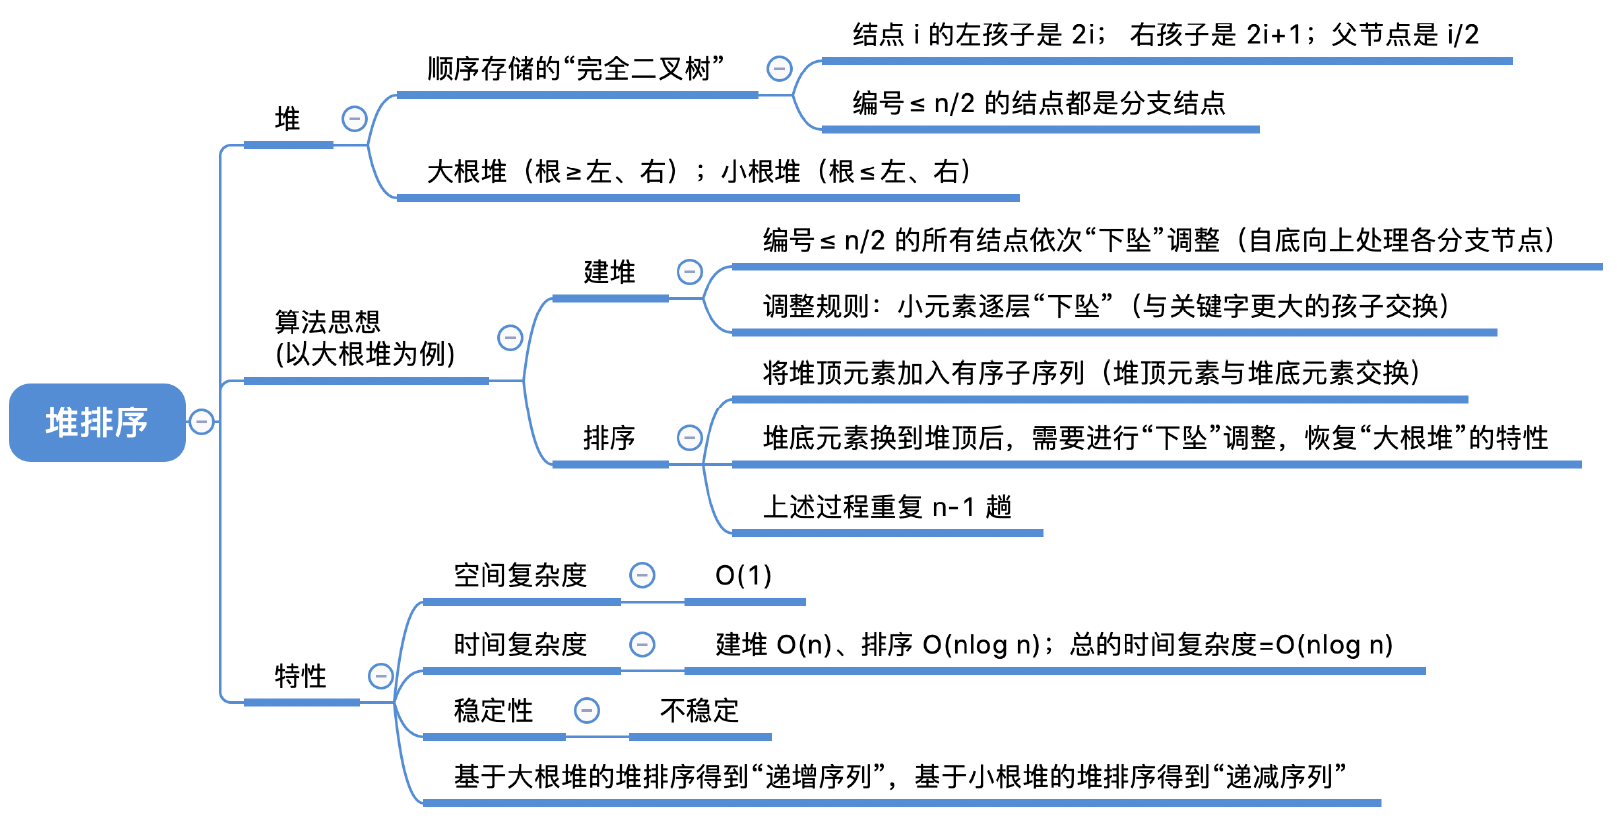 堆排序
堆
顺序存储的“完全二叉树”
结点 i 的左孩子是 2i； 右孩子是 2i+1；父节点是 i/2
编号≤ n/2 的结点都是分支结点
大根堆（根≥左、右）；小根堆（根≤左、右）
算法思想
(以大根堆为例)
建堆
编号≤ n/2 的所有结点依次“下坠”调整（自底向上处理各分支节点）
调整规则：小元素逐层“下坠”（与关键字更大的孩子交换）
排序
将堆顶元素加入有序子序列（堆顶元素与堆底元素交换）
堆底元素换到堆顶后，需要进行“下坠”调整，恢复“大根堆”的特性
上述过程重复 n-1 趟
特性
空间复杂度
O(1)
时间复杂度
建堆 O(n)、排序 O(nlog n)；总的时间复杂度=O(nlog n)
稳定性
不稳定
基于大根堆的堆排序得到“递增序列”，基于小根堆的堆排序得到“递减序列”